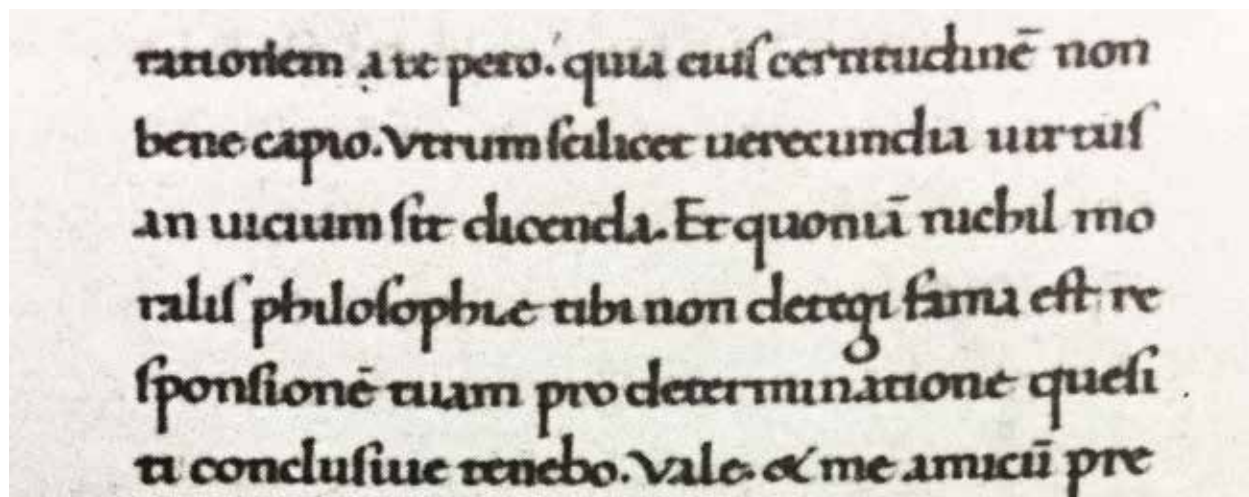 rationem a te peto. quia eiuſ certitudinē non
bene capio. Vtrum ſcilicet uerecundia uirtuſ
an uicium ſit dicenda. Et quoniā nichil mo
raliſ philoſophie tibi non detegi fama eſt re
ſponſionē tuam pro determinatione queſi
ti concluſiue tenebo. Vale. & me amicū pre